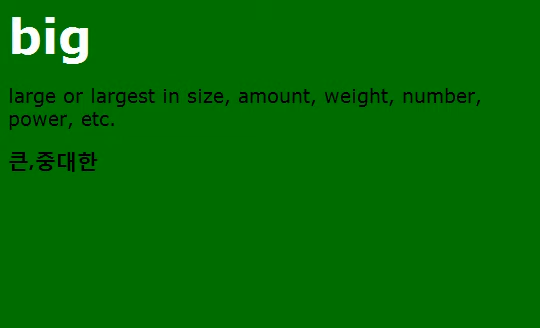 big
large or largest in size, amount, weight, number,
power, etc.
큰,중대한